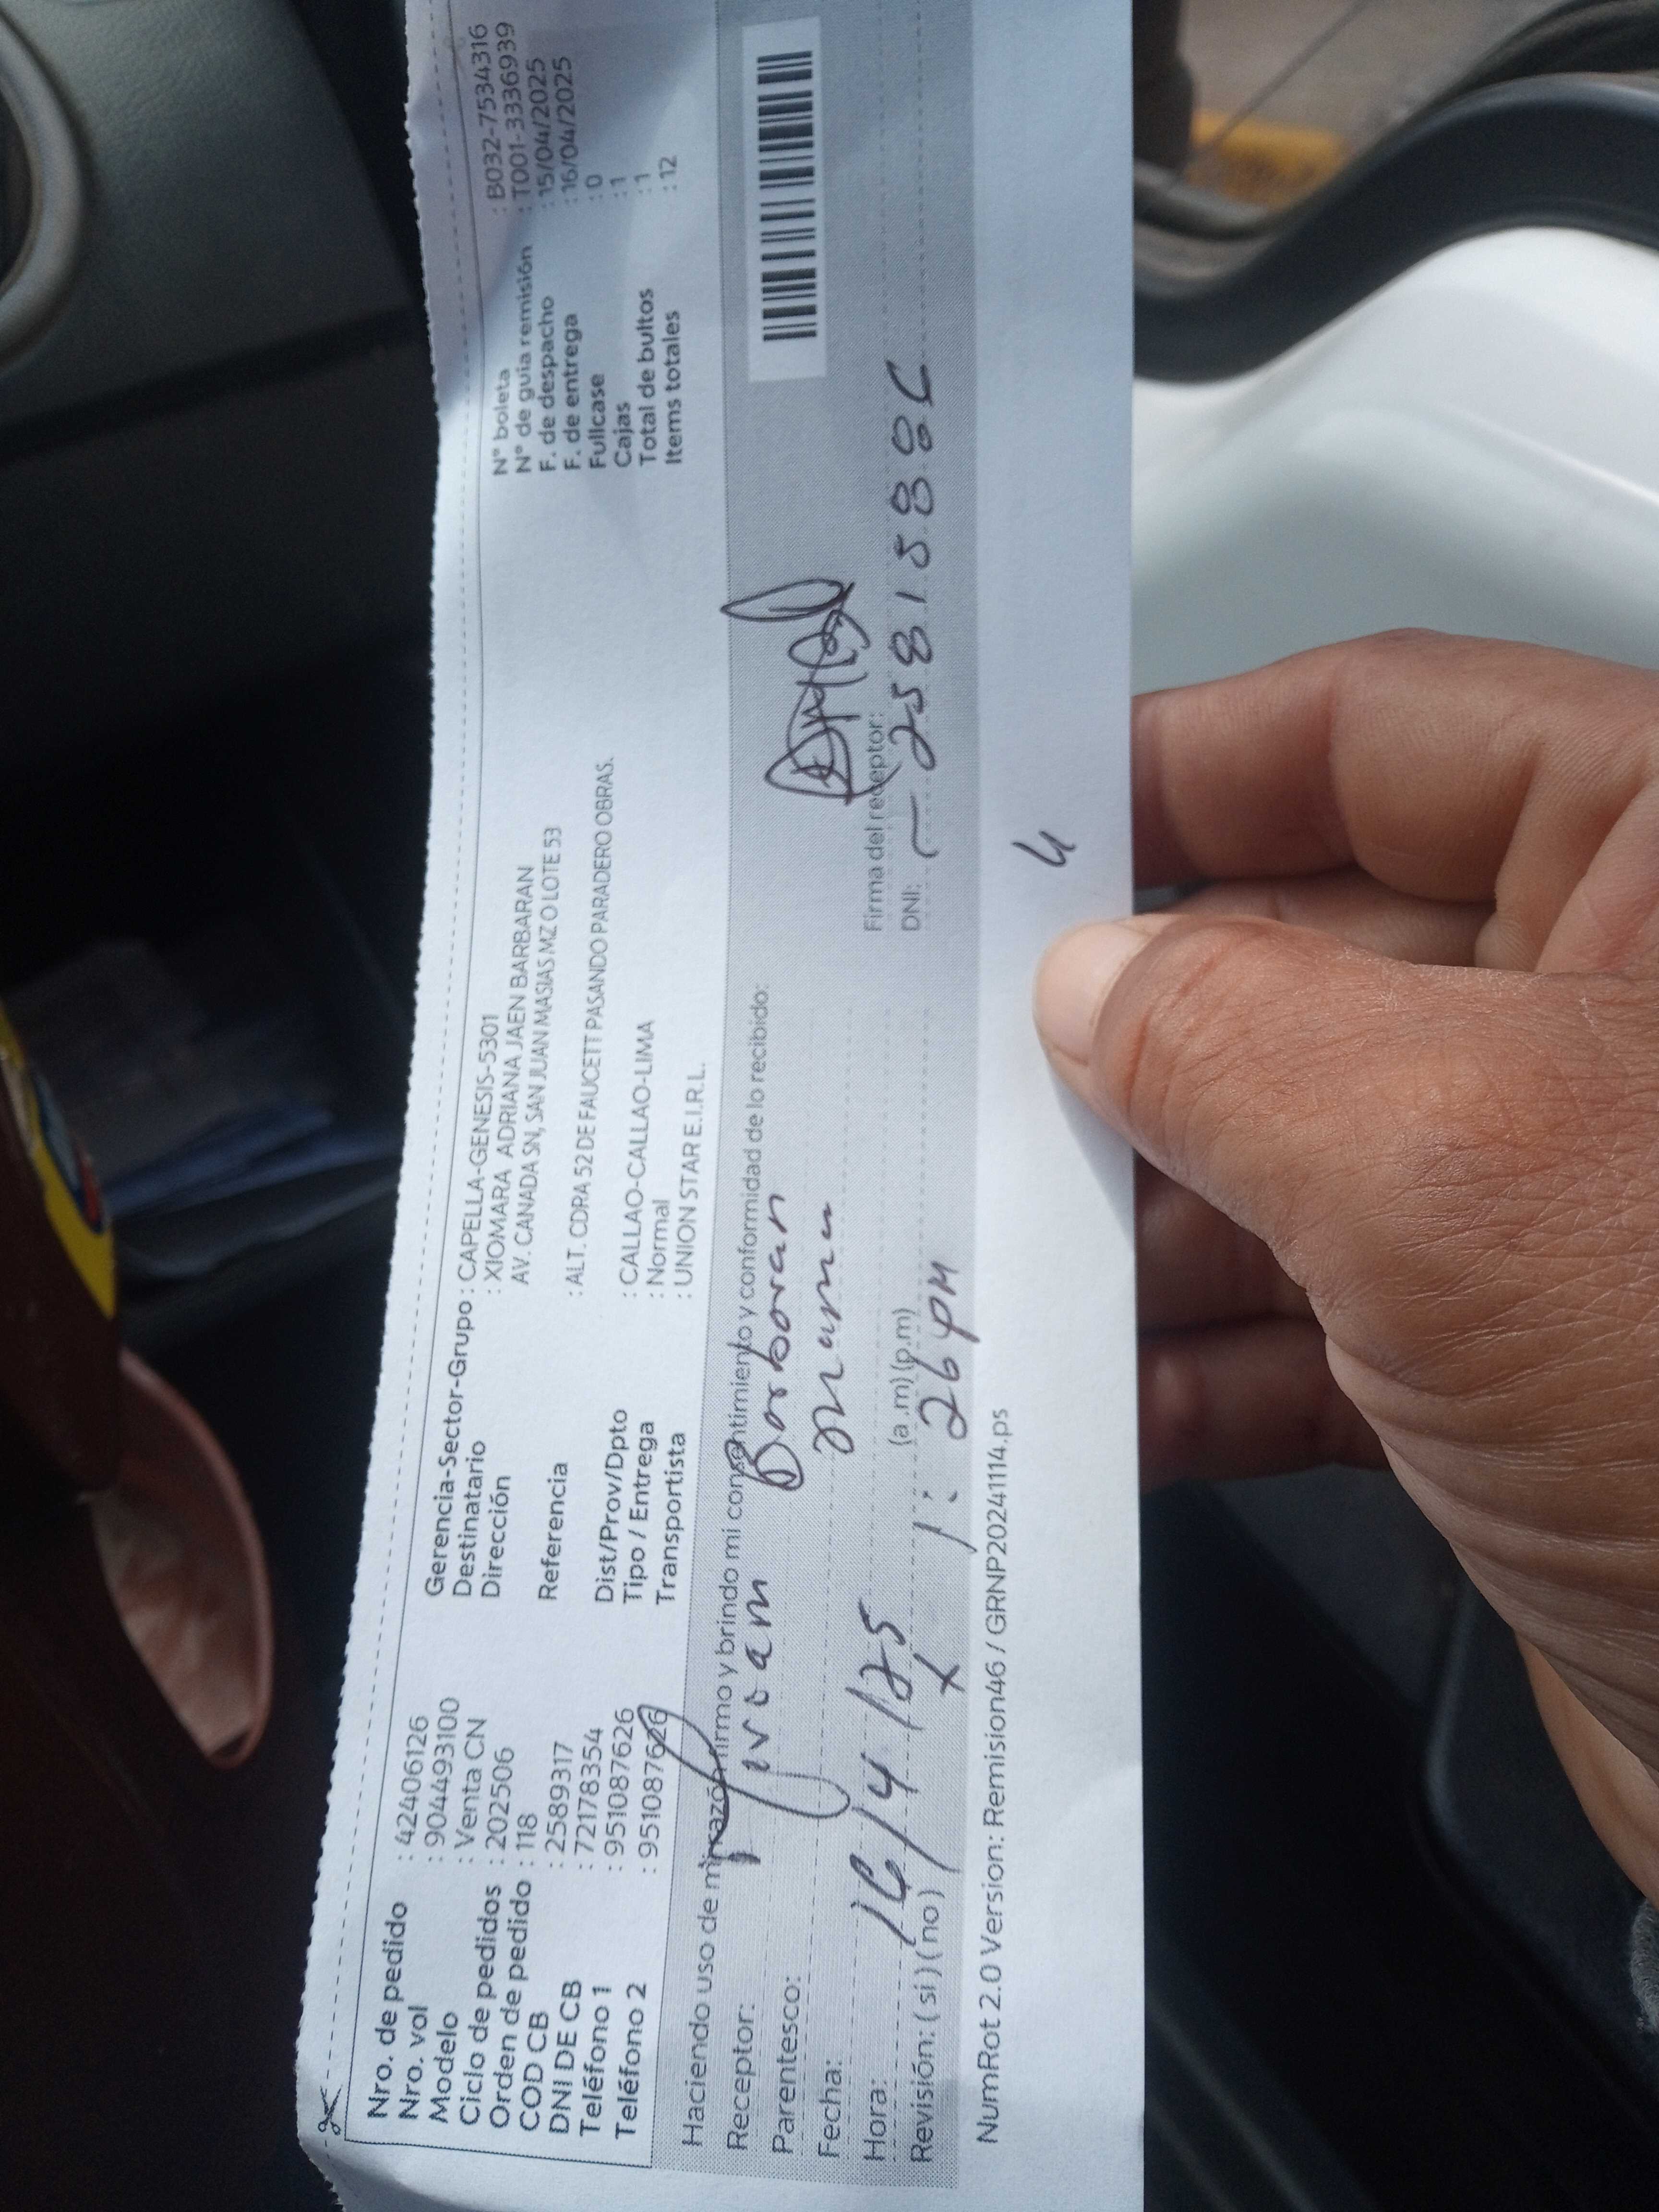 Nro. de pedido : 42406126
Nro. vol : 9044493100
Modelo : Venta CN
Ciclo de pedidos : 202506
Orden de pedido : 118
COD CB : 2589317
DNI DE CB : 72178354
Teléfono 1 : 951087626
Teléfono 2 : 951087626
Gerencia-Sector-Grupo : CAPELLA-GENESIS-5301
Destinatario : XIOMARA ADRIANA JAEN BARBARAN
Dirección AV. CANADA SN, SAN JUAN MASIAS MZ O LOTE 53
Referencia : ALT. CDRA 52 DE FAUCETT PASANDO PARADERO OBRAS.
Dist/Prov/Dpto : CALLAO-CALLAO-LIMA
Tipo / Entrega : Normal
Transportista : UNION STAR E.I.R.L.
N° boleta : B032-7534316
N° de guía remisión : T001-3336939
F. de despacho : 15/04/2025
F. de entrega : 16/04/2025
Fullcase : 0
Cajas : 1
Total de bultos : 1
Items totales : 12
Haciendo uso de mi razón firmo y brindo mi consentimiento y conformidad de lo recibido:
Receptor: Barboran
Parentesco: mama
Fecha: 16/4/25
Firma del receptor:
Hora: (a.m) (p.m) 1:26 pm
DNI: 2581588
Revisión: ( si ) ( no ) x
NumRot 2.0 Version: Remision46 / GRNP20241114.ps
4